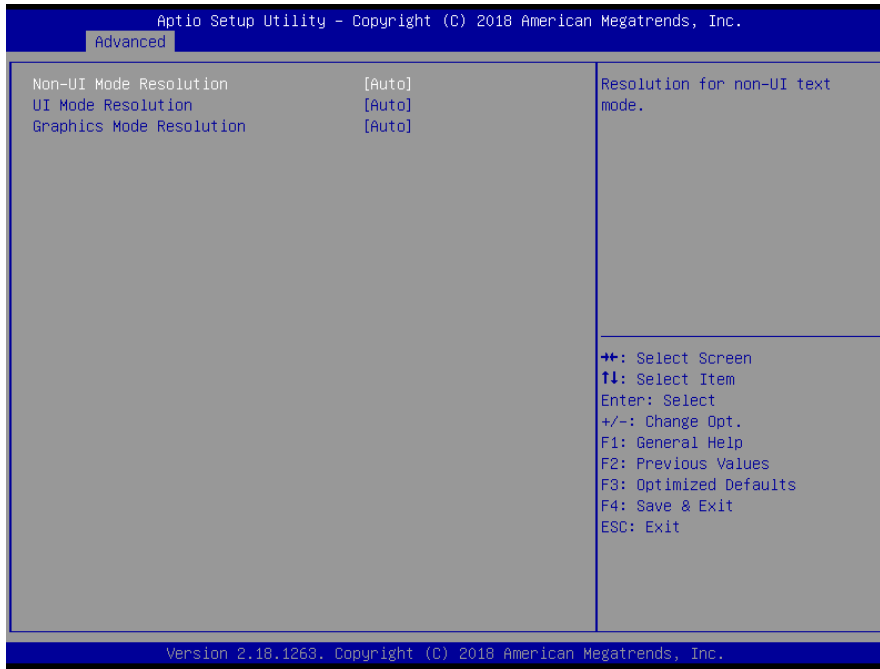 Aptio Setup Utility – Copyright (C) 2018 American Megatrends, Inc.
Advanced
Non-UI Mode Resolution [Auto]
UI Mode Resolution [Auto]
Graphics Mode Resolution [Auto]
Resolution for non-UI text
mode.
→←: Select Screen
↑↓: Select Item
Enter: Select
+/-: Change Opt.
F1: General Help
F2: Previous Values
F3: Optimized Defaults
F4: Save & Exit
ESC: Exit
Version 2.18.1263. Copyright (C) 2018 American Megatrends, Inc.